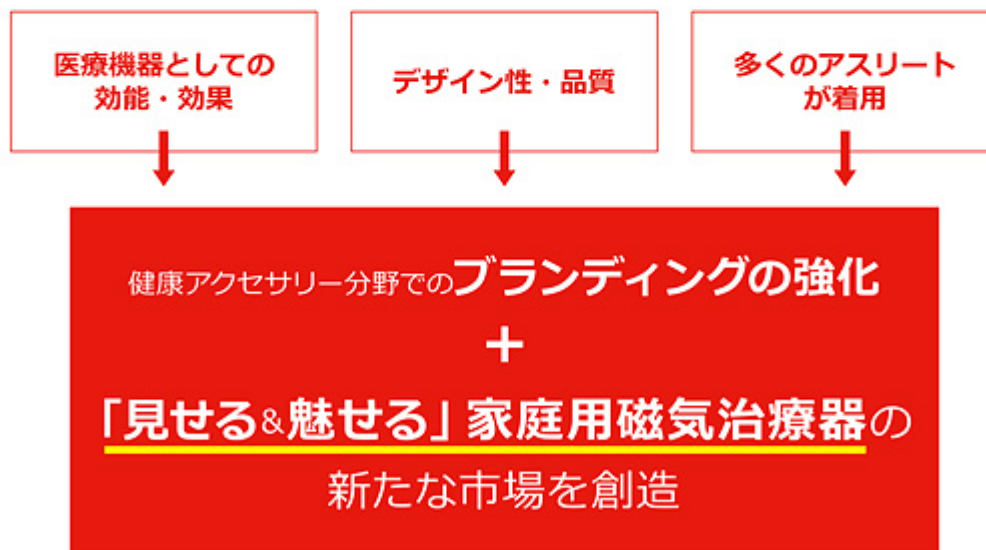 医療機器としての
効能・効果
デザイン性・品質
多くのアスリート
が着用
健康アクセサリー分野でのブランディングの強化
+
「見せる&魅せる」家庭用磁気治療器の
新たな市場を創造